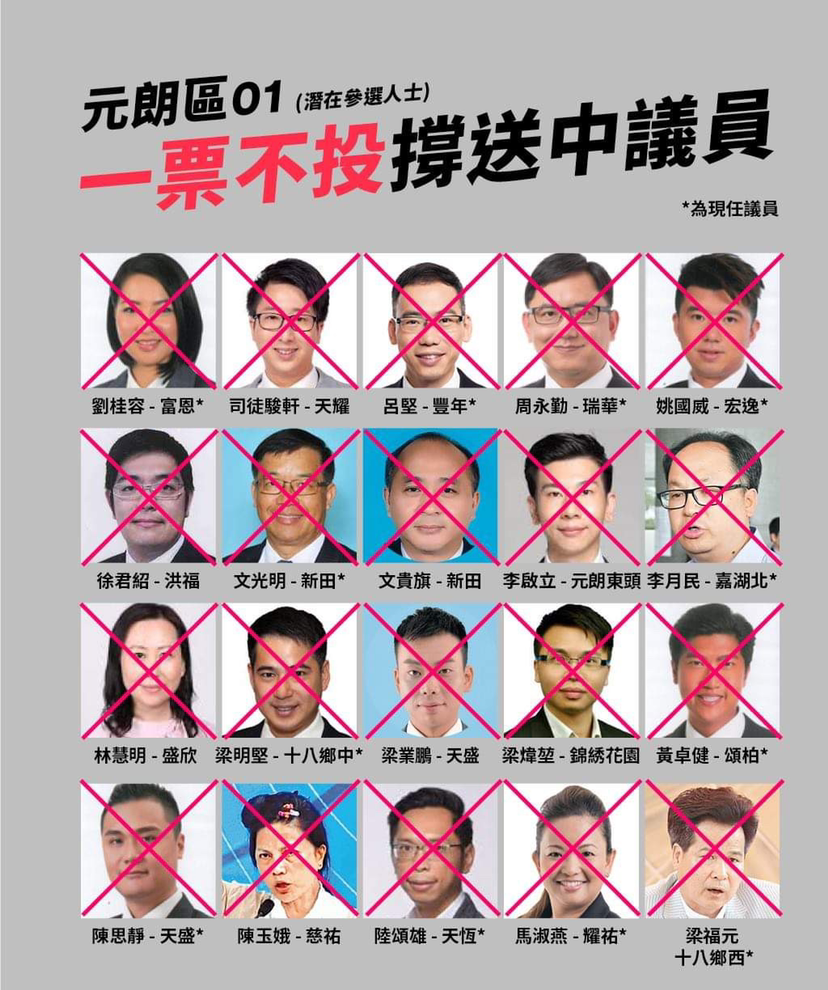 元朗區01 (潛在參選人士)
一票不投撐送中議員
*為現任議員
劉桂容 - 富恩* 司徒駿軒 - 天耀 呂堅 - 豐年* 周永勤 - 瑞華* 姚國威 - 宏逸*
徐君紹 - 洪福 文光明 - 新田* 文貴旗 - 新田 李啟立 - 元朗東頭 李月民 - 嘉湖北*
林慧明 - 盛欣 梁明堅 - 十八鄉中* 梁業鵬 - 天盛 梁煒堃 - 錦綉花園 黃卓健 - 頌柏*
陳思靜 - 天盛* 陳玉娥 - 慈祐 陸頌雄 - 天恆* 馬淑燕 - 耀祐* 梁福元
十八鄉西*